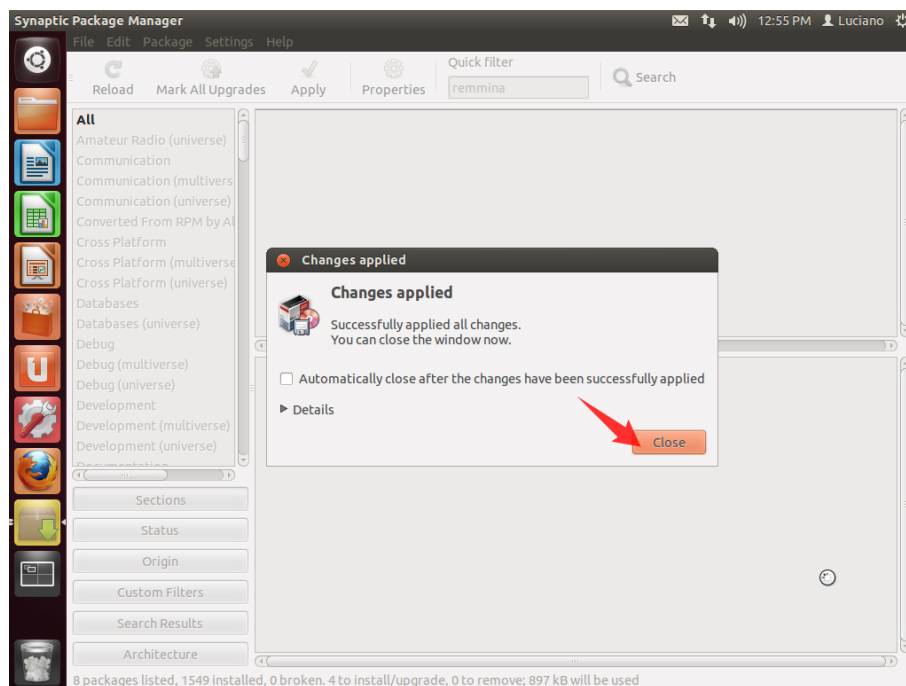 Synaptic Package Manager
12:55 PM Luciano
File Edit Package Settings Help
Reload Mark All Upgrades Apply Properties
Quick filter
remmina
Search
All
Amateur Radio (universe)
Communication
Communication (multivers
Communication (universe)
Converted From RPM by Al
Cross Platform
Cross Platform (multiverse
Cross Platform (universe)
Databases
Databases (universe)
Debug
Debug (multiverse)
Debug (universe)
Development
Development (multiverse)
Development (universe)
Documentation
Sections
Status
Origin
Custom Filters
Search Results
Architecture
Changes applied
Changes applied
Successfully applied all changes.
You can close the window now.
Automatically close after the changes have been successfully applied
Details
Close
8 packages listed, 1549 installed, 0 broken. 4 to install/upgrade, 0 to remove; 897 kB will be used